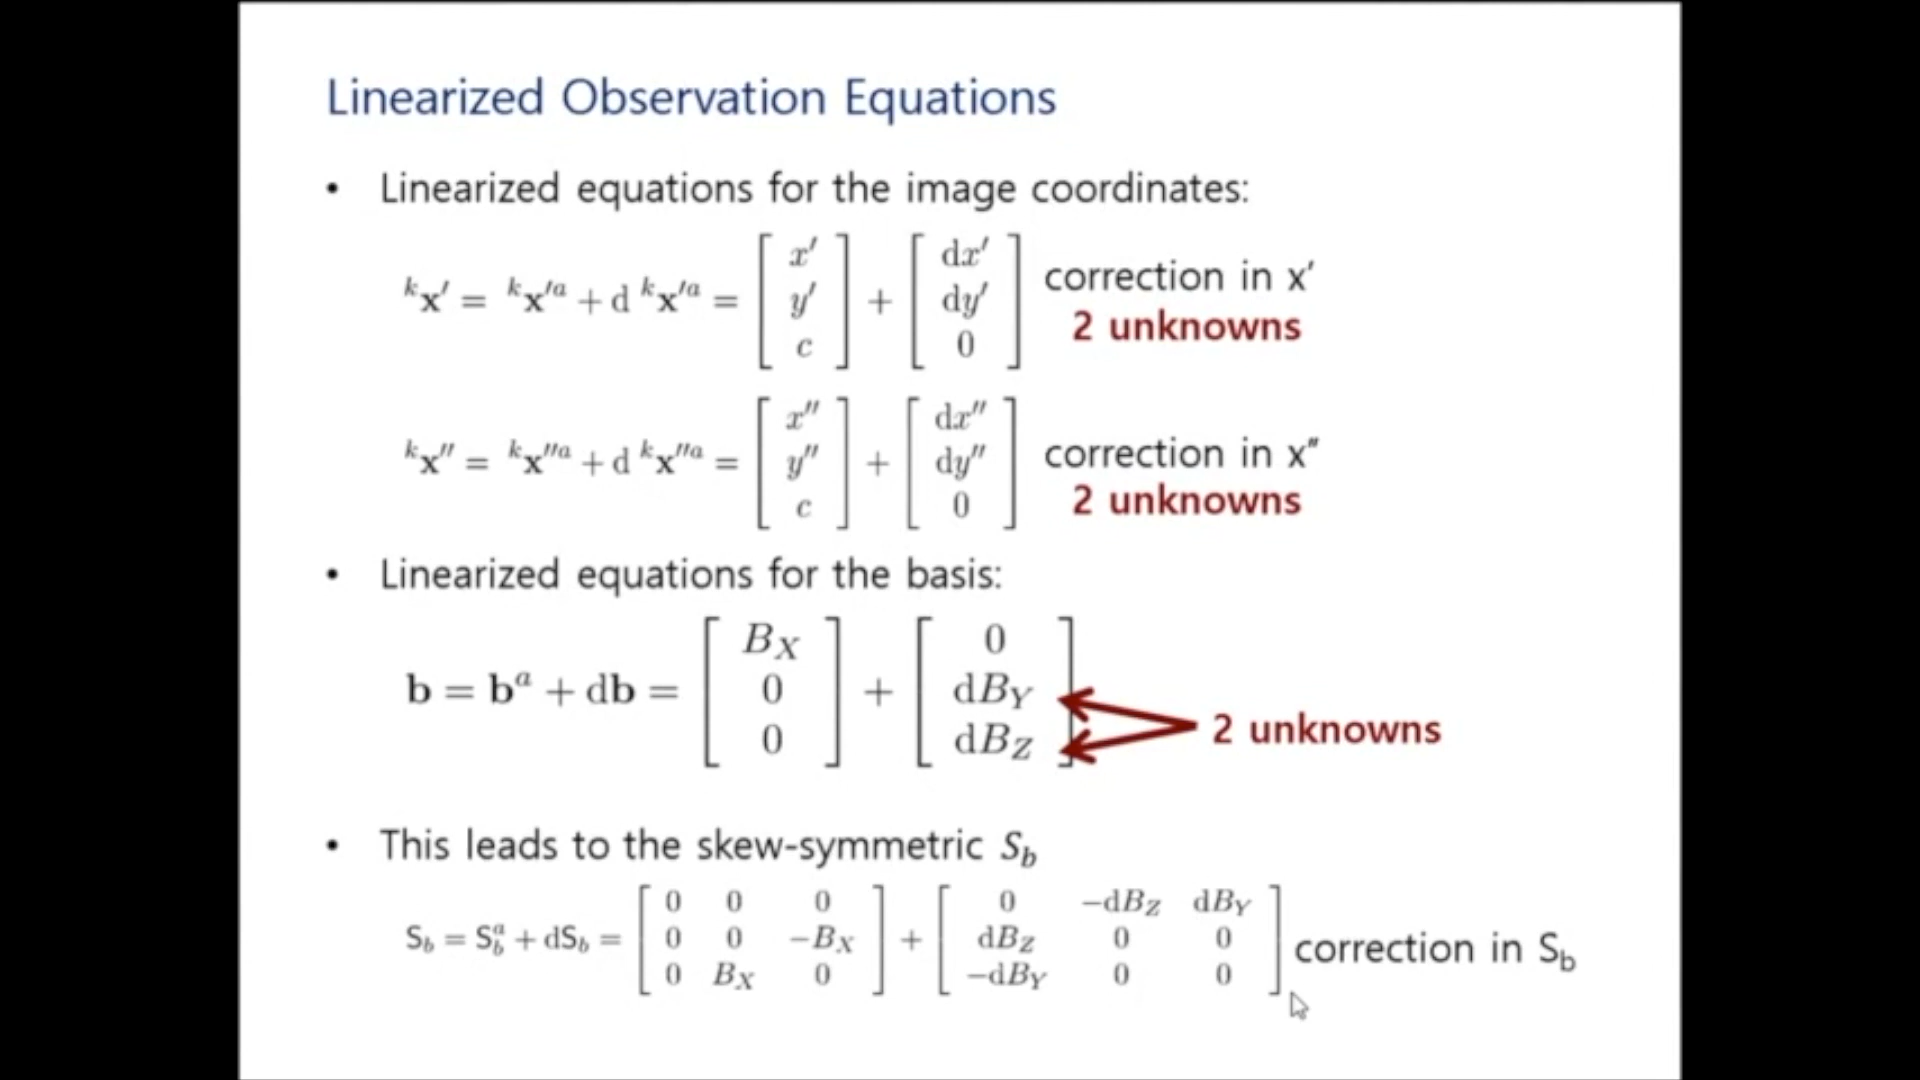 Linearized Observation Equations
• Linearized equations for the image coordinates:
ᵏx′ = ᵏx′ᵃ + d ᵏx′ᵃ = [ x′ y′ c ] + [ dx′ dy′ 0 ] correction in x′
2 unknowns
ᵏx″ = ᵏx″ᵃ + d ᵏx″ᵃ = [ x″ y″ c ] + [ dx″ dy″ 0 ] correction in x″
2 unknowns
• Linearized equations for the basis:
b = bᵃ + db = [ B_X 0 0 ] + [ 0 dB_Y dB_Z ] 2 unknowns
• This leads to the skew-symmetric S_b
S_b = S_b^a + dS_b = [ 0 0 0 ; 0 0 −B_X ; 0 B_X 0 ] + [ 0 −dB_Z dB_Y ; dB_Z 0 0 ; −dB_Y 0 0 ] correction in S_b